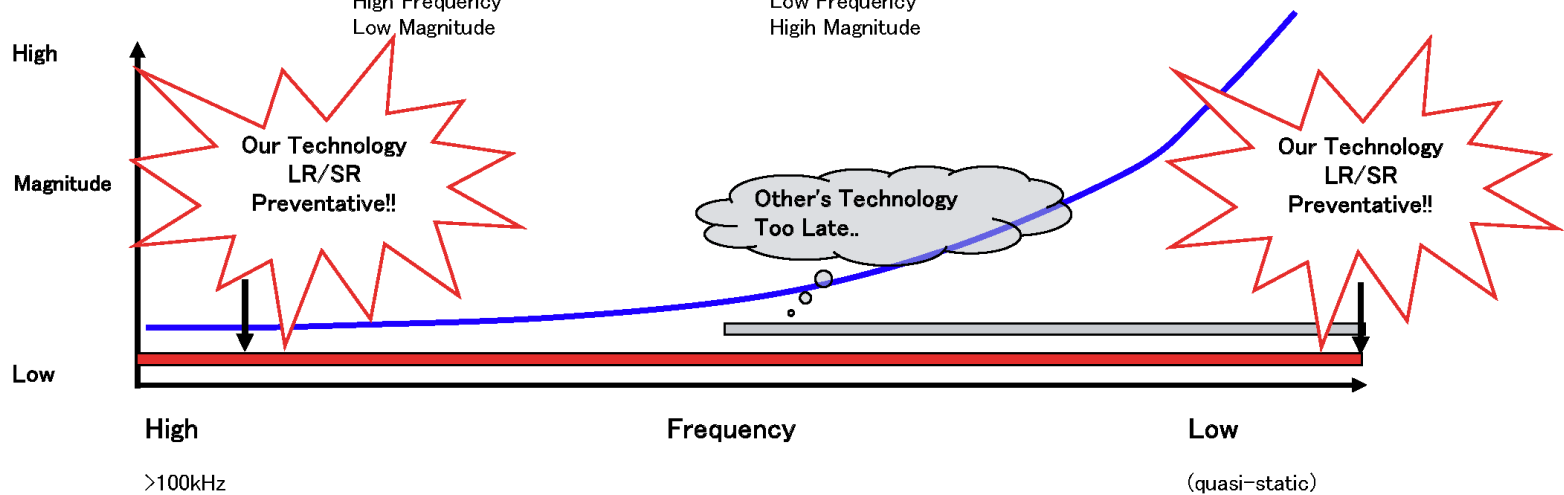 High Frequency
Low Magnitude
Low Frequency
Higih Magnitude
High
Magnitude
Low
Our Technology
LR/SR
Preventative!!
Other's Technology
Too Late..
Our Technology
LR/SR
Preventative!!
High
Frequency
Low
>100kHz
(quasi-static)